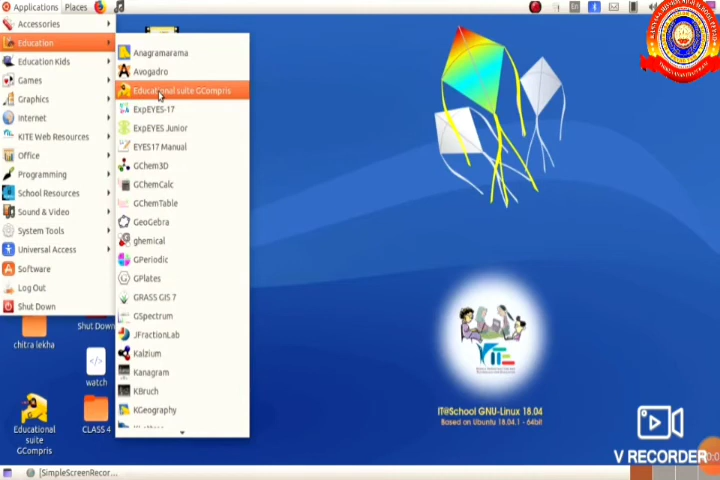 Applications Places
En
Accessories
Education
Education Kids
Games
Graphics
Internet
KITE Web Resources
Office
Programming
School Resources
Sound & Video
System Tools
Universal Access
Software
Log Out
Shut Down
Anagramarama
Avogadro
Educational suite GCompris
ExpEYES-17
ExpEYES Junior
EYES17 Manual
GChem3D
GChemCalc
GChemTable
GeoGebra
ghemical
GPeriodic
GPlates
GRASS GIS 7
GSpectrum
JFractionLab
Kalzium
Kanagram
KBruch
KGeography
chitra lekha
Shut Down
watch
Educational
suite
GCompris
CLASS 4
IT@School GNU-Linux 18.04
Based on Ubuntu 18.04.1 - 64bit
V RECORDER
[SimpleScreenRecor...